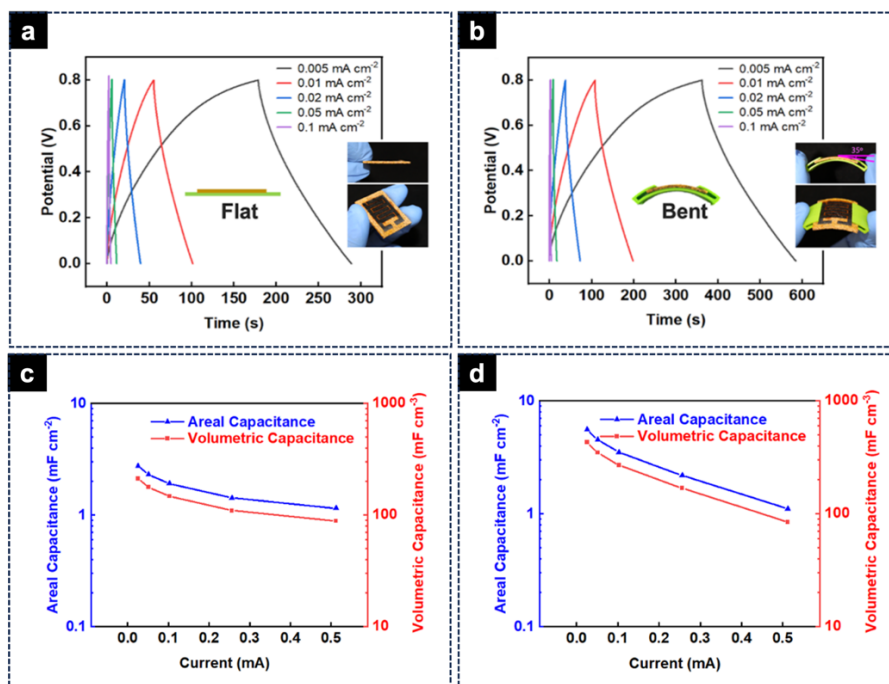 a
0.005 mA cm⁻²
0.01 mA cm⁻²
0.02 mA cm⁻²
0.05 mA cm⁻²
0.1 mA cm⁻²
Flat
0.8
0.6
0.4
0.2
0.0
Potential (V)
0 50 100 150 200 250 300
Time (s)
b
0.005 mA cm⁻²
0.01 mA cm⁻²
0.02 mA cm⁻²
0.05 mA cm⁻²
0.1 mA cm⁻²
35°
Bent
0.8
0.6
0.4
0.2
0.0
Potential (V)
0 100 200 300 400 500 600
Time (s)
c
Areal Capacitance
Volumetric Capacitance
10
1
0.1
Areal Capacitance (mF cm⁻²)
1000
100
10
Volumetric Capacitance (mF cm⁻³)
0.0 0.1 0.2 0.3 0.4 0.5
Current (mA)
d
Areal Capacitance
Volumetric Capacitance
10
1
0.1
Areal Capacitance (mF cm⁻²)
1000
100
10
Volumetric Capacitance (mF cm⁻³)
0.0 0.1 0.2 0.3 0.4 0.5
Current (mA)